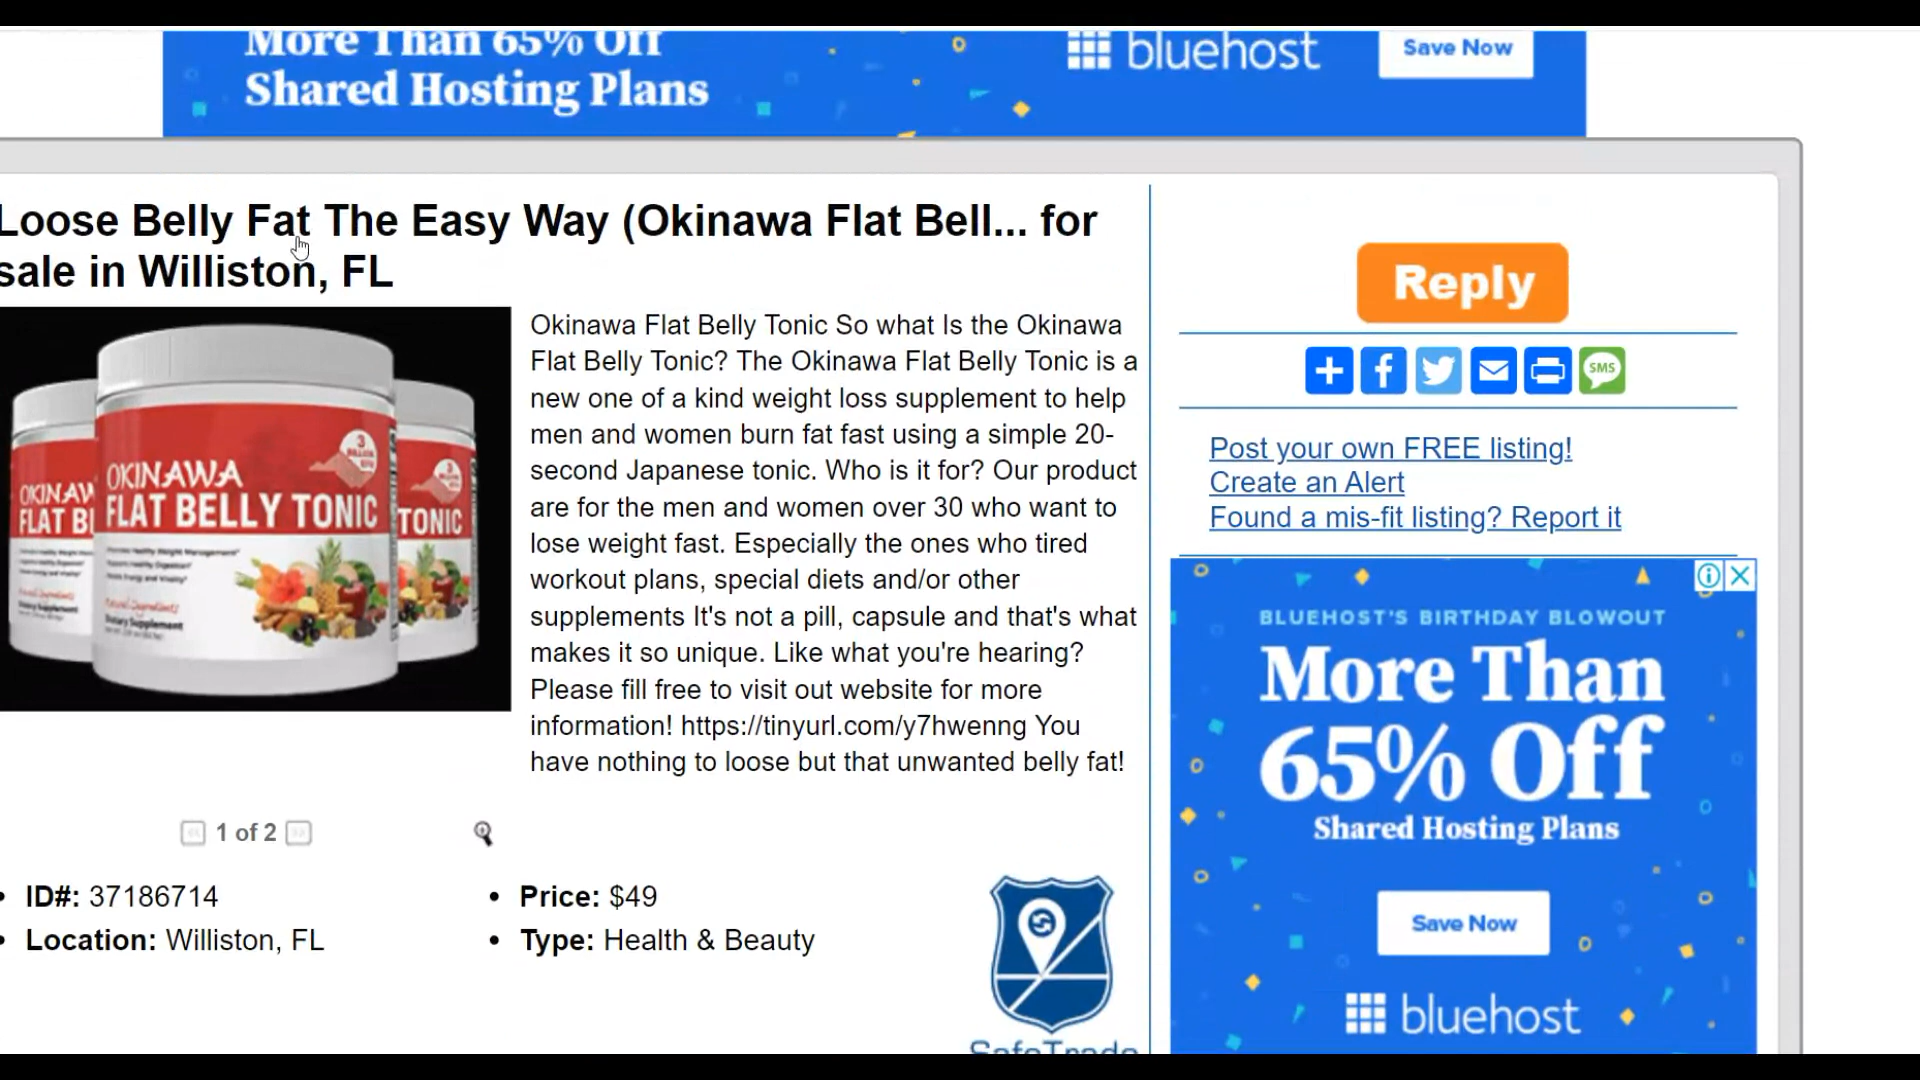 More Than 65% Off
Shared Hosting Plans
bluehost
Save Now
Loose Belly Fat The Easy Way (Okinawa Flat Bell... for
sale in Williston, FL
OKINAWA
FLAT BELLY TONIC
OKINAW
FLAT BE
TONIC
Natural Ingredients
Dietary Supplement
Okinawa Flat Belly Tonic So what Is the Okinawa
Flat Belly Tonic? The Okinawa Flat Belly Tonic is a
new one of a kind weight loss supplement to help
men and women burn fat fast using a simple 20-
second Japanese tonic. Who is it for? Our product
are for the men and women over 30 who want to
lose weight fast. Especially the ones who tired
workout plans, special diets and/or other
supplements It's not a pill, capsule and that's what
makes it so unique. Like what you're hearing?
Please fill free to visit out website for more
information! https://tinyurl.com/y7hwenng You
have nothing to loose but that unwanted belly fat!
1 of 2
• ID#: 37186714
• Location: Williston, FL
• Price: $49
• Type: Health & Beauty
SafeTrade
Reply
SMS
Post your own FREE listing!
Create an Alert
Found a mis-fit listing? Report it
BLUEHOST'S BIRTHDAY BLOWOUT
More Than
65% Off
Shared Hosting Plans
Save Now
bluehost